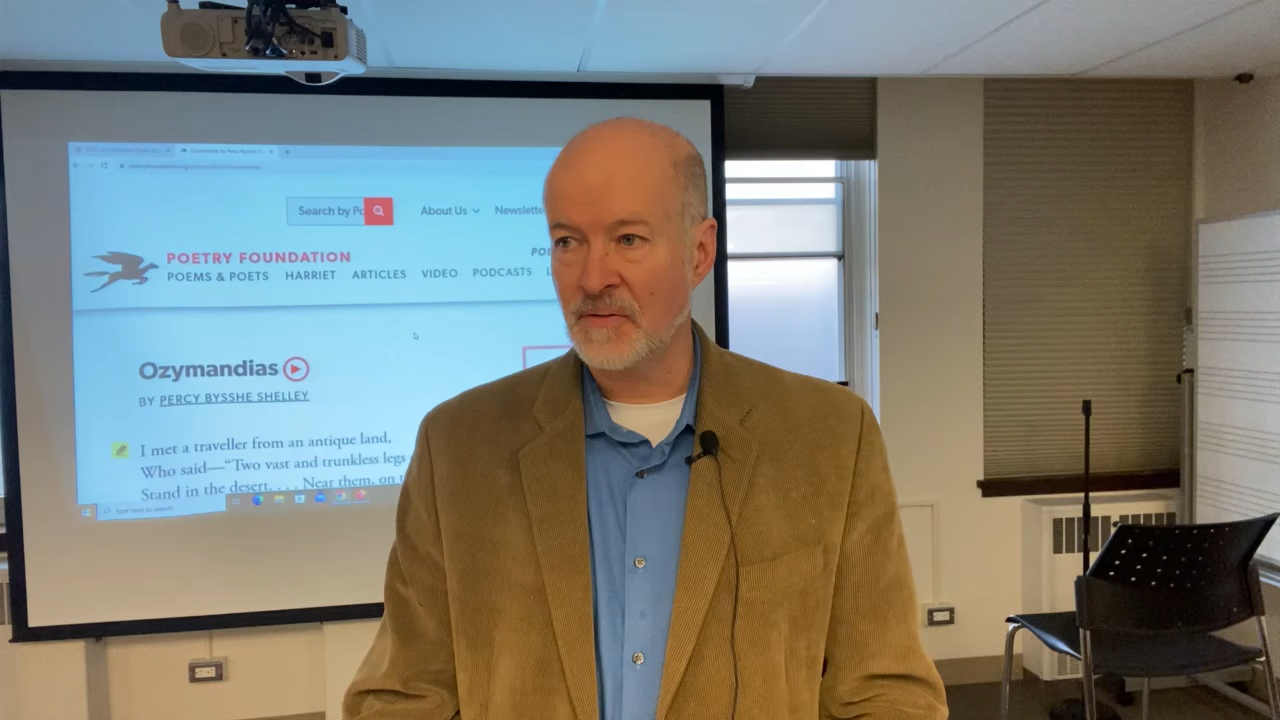 Search by Po
About Us
Newslette
POETRY FOUNDATION
POEMS & POETS HARRIET ARTICLES VIDEO PODCASTS
Ozymandias
BY PERCY BYSSHE SHELLEY
I met a traveller from an antique land,
Who said—“Two vast and trunkless legs
Stand in the desert. . . . Near them, on
Type here to search